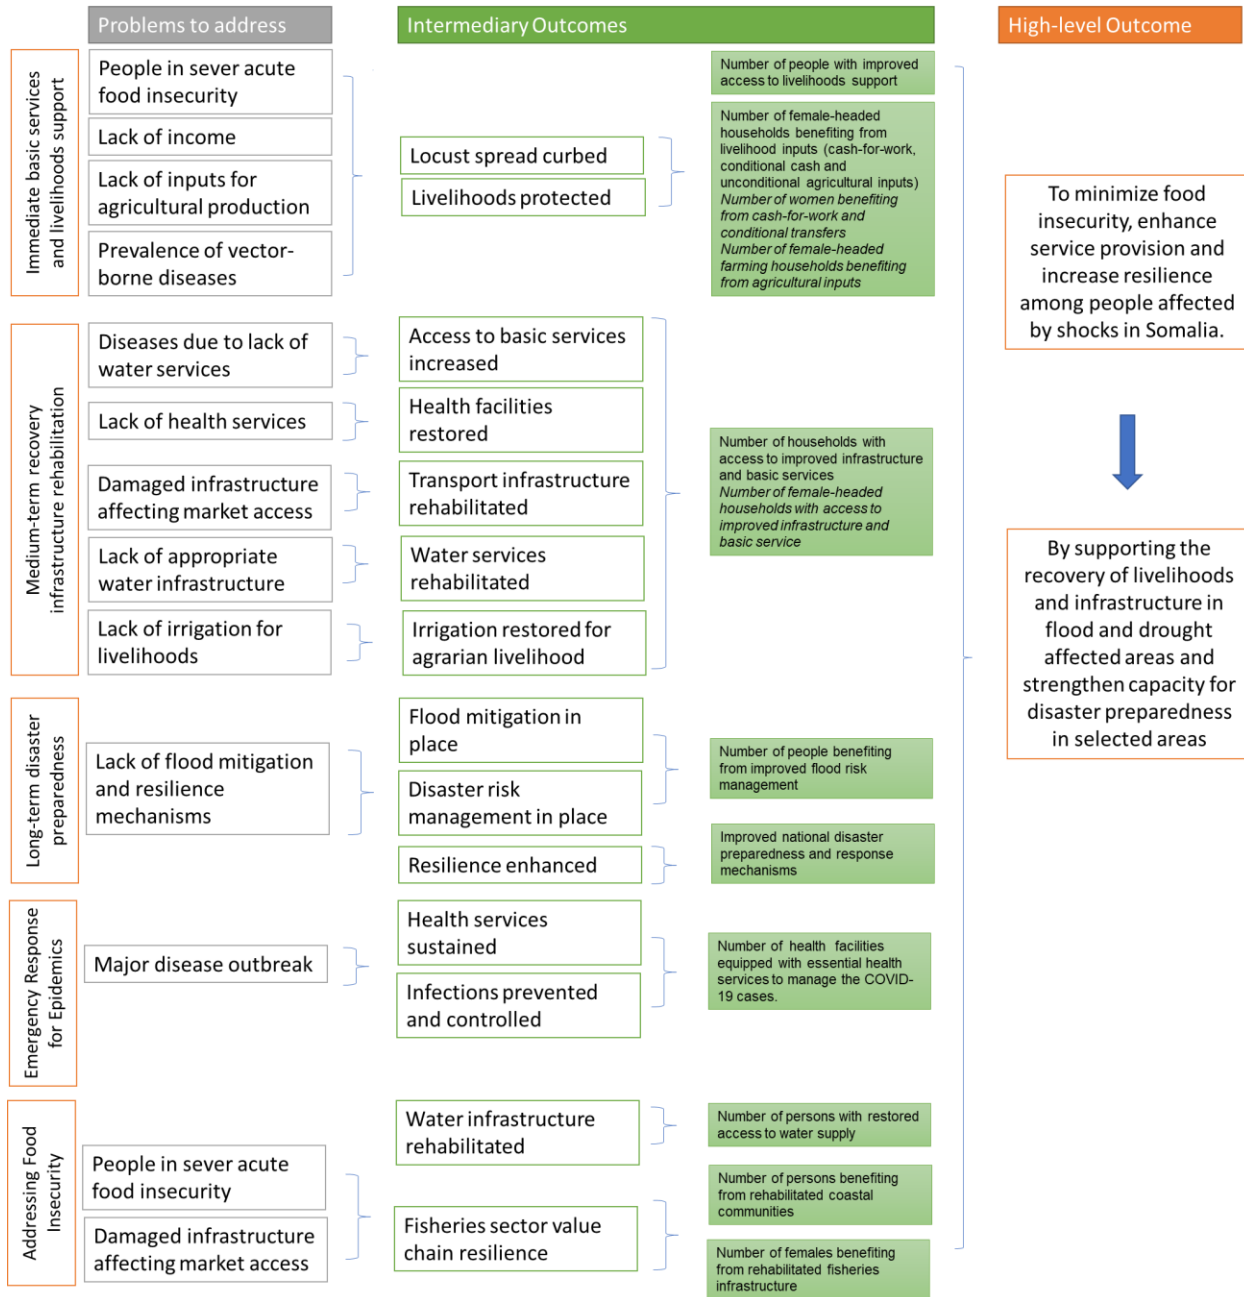 Problems to address
Intermediary Outcomes
High-level Outcome
Immediate basic services
and livelihoods support
People in sever acute
food insecurity
Lack of income
Lack of inputs for
agricultural production
Prevalence of vector-
borne diseases
Locust spread curbed
Livelihoods protected
Number of people with improved
access to livelihoods support
Number of female-headed
households benefiting from
livelihood inputs (cash-for-work,
conditional cash and
unconditional agricultural inputs)
Number of women benefiting
from cash-for-work and
conditional transfers
Number of female-headed
farming households benefiting
from agricultural inputs
Medium-term recovery
infrastructure rehabilitation
Diseases due to lack of
water services
Lack of health services
Damaged infrastructure
affecting market access
Lack of appropriate
water infrastructure
Lack of irrigation for
livelihoods
Access to basic services
increased
Health facilities
restored
Transport infrastructure
rehabilitated
Water services
rehabilitated
Irrigation restored for
agrarian livelihood
Number of households with
access to improved infrastructure
and basic services
Number of female-headed
households with access to
improved infrastructure and
basic service
Long-term disaster
preparedness
Lack of flood mitigation
and resilience
mechanisms
Flood mitigation in
place
Disaster risk
management in place
Resilience enhanced
Number of people benefiting
from improved flood risk
management
Improved national disaster
preparedness and response
mechanisms
Emergency Response
for Epidemics
Major disease outbreak
Health services
sustained
Infections prevented
and controlled
Number of health facilities
equipped with essential health
services to manage the COVID-
19 cases.
Addressing Food
Insecurity
People in sever acute
food insecurity
Damaged infrastructure
affecting market access
Water infrastructure
rehabilitated
Fisheries sector value
chain resilience
Number of persons with restored
access to water supply
Number of persons benefiting
from rehabilitated coastal
communities
Number of females benefiting
from rehabilitated fisheries
infrastructure
To minimize food
insecurity, enhance
service provision and
increase resilience
among people affected
by shocks in Somalia.
By supporting the
recovery of livelihoods
and infrastructure in
flood and drought
affected areas and
strengthen capacity for
disaster preparedness
in selected areas